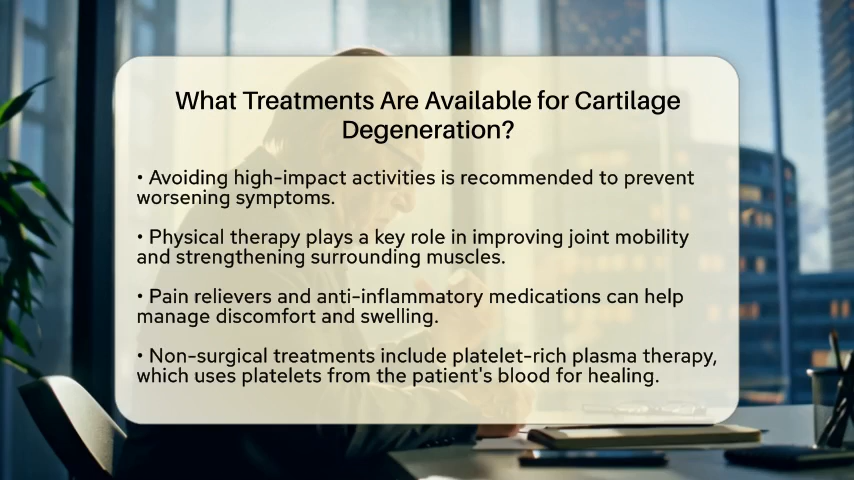 What Treatments Are Available for Cartilage
Degeneration?
• Avoiding high-impact activities is recommended to prevent
worsening symptoms.
• Physical therapy plays a key role in improving joint mobility
and strengthening surrounding muscles.
• Pain relievers and anti-inflammatory medications can help
manage discomfort and swelling.
• Non-surgical treatments include platelet-rich plasma therapy,
which uses platelets from the patient's blood for healing.